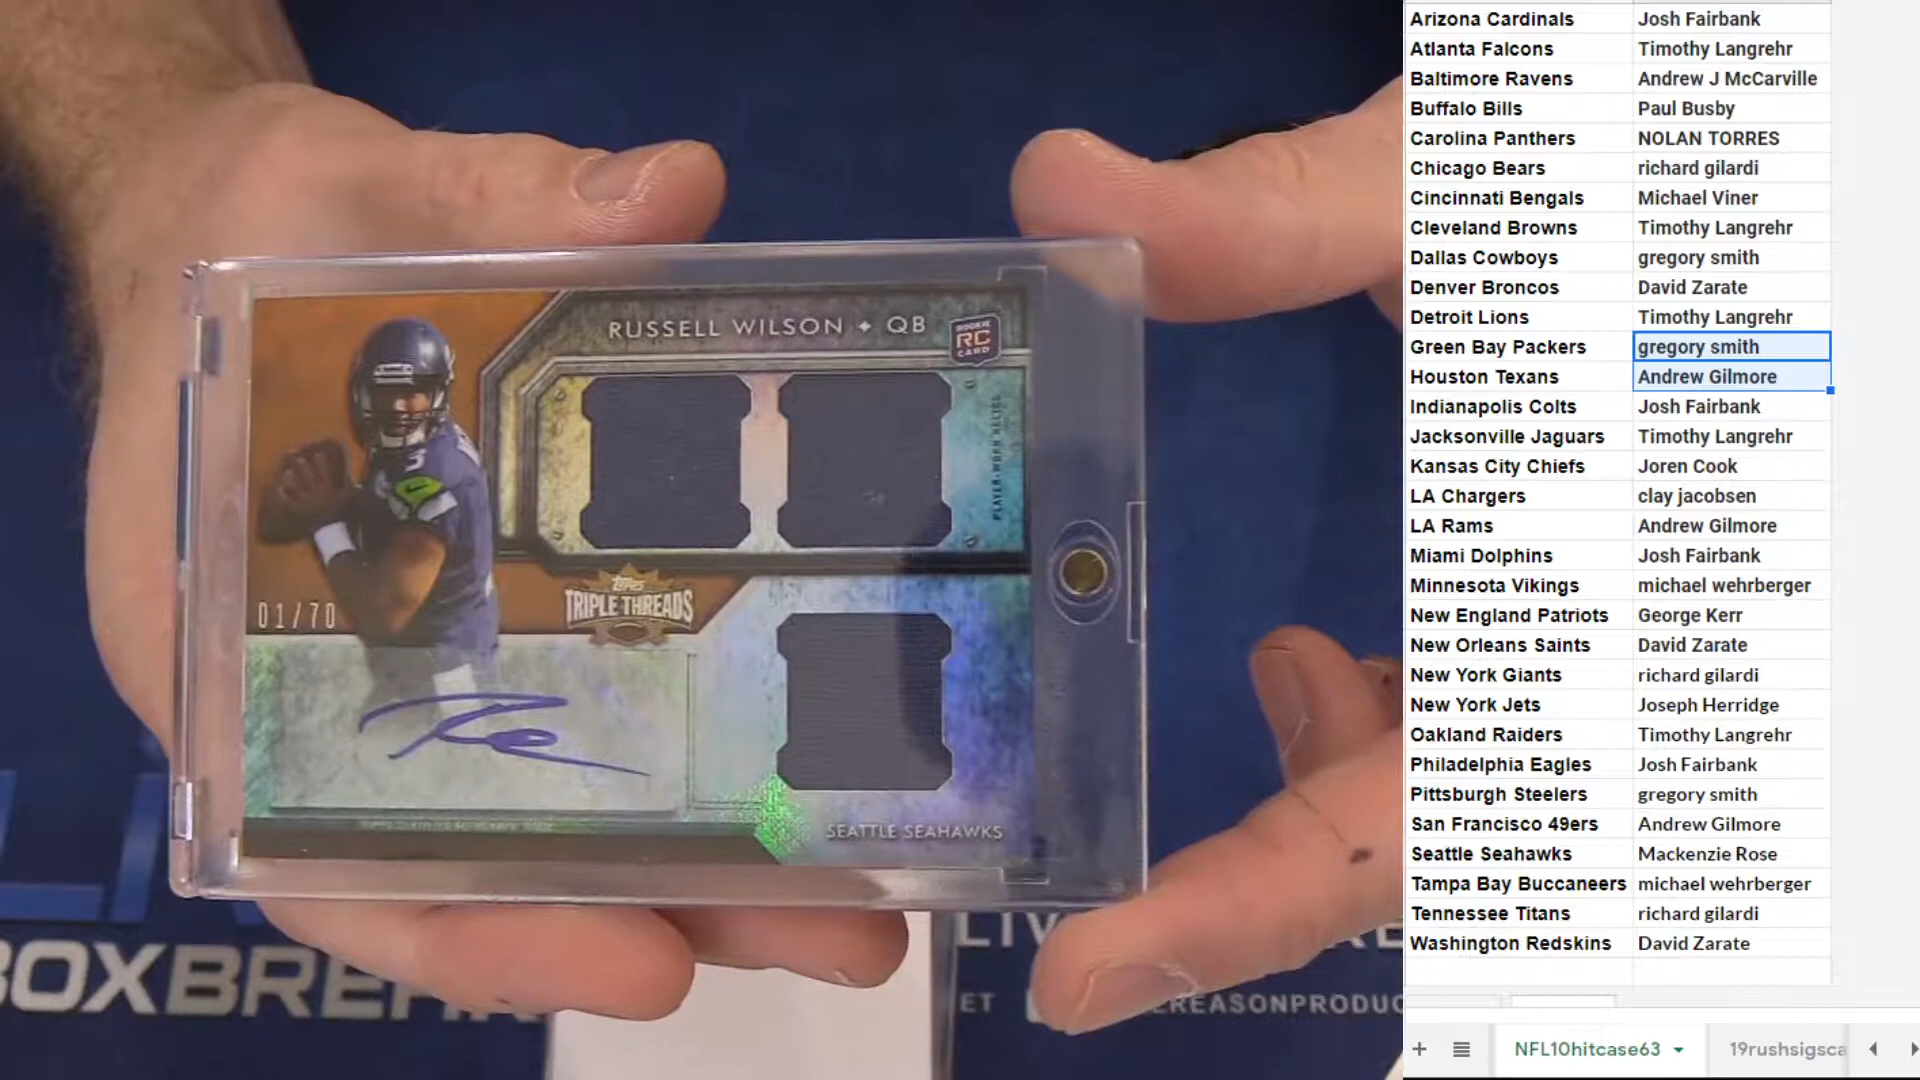 RUSSELL WILSON ✦ QB
ROOKIE
RC
CARD
PLAYER-WORN RELICS
3
Topps
TRIPLE THREADS
01/70
SEATTLE SEAHAWKS
Arizona Cardinals Josh Fairbank
Atlanta Falcons Timothy Langrehr
Baltimore Ravens Andrew J McCarville
Buffalo Bills Paul Busby
Carolina Panthers NOLAN TORRES
Chicago Bears richard gilardi
Cincinnati Bengals Michael Viner
Cleveland Browns Timothy Langrehr
Dallas Cowboys gregory smith
Denver Broncos David Zarate
Detroit Lions Timothy Langrehr
Green Bay Packers gregory smith
Houston Texans Andrew Gilmore
Indianapolis Colts Josh Fairbank
Jacksonville Jaguars Timothy Langrehr
Kansas City Chiefs Joren Cook
LA Chargers clay jacobsen
LA Rams Andrew Gilmore
Miami Dolphins Josh Fairbank
Minnesota Vikings michael wehrberger
New England Patriots George Kerr
New Orleans Saints David Zarate
New York Giants richard gilardi
New York Jets Joseph Herridge
Oakland Raiders Timothy Langrehr
Philadelphia Eagles Josh Fairbank
Pittsburgh Steelers gregory smith
San Francisco 49ers Andrew Gilmore
Seattle Seahawks Mackenzie Rose
Tampa Bay Buccaneers michael wehrberger
Tennessee Titans richard gilardi
Washington Redskins David Zarate
NFL10hitcase63 19rushsigsca